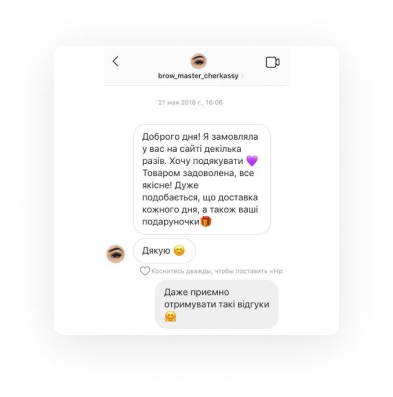 brow_master_cherkassy
21 мая 2018 г., 16:06
Доброго дня! Я замовляла
у вас на сайті декілька
разів. Хочу подякувати 💜
Товаром задоволена, все
якісне! Дуже
подобається, що доставка
кожного дня, а також ваші
подаруночки🎁
Дякую 😊
Коснитесь дважды, чтобы поставить «Нр
Даже приємно
отримувати такі відгуки
🤗